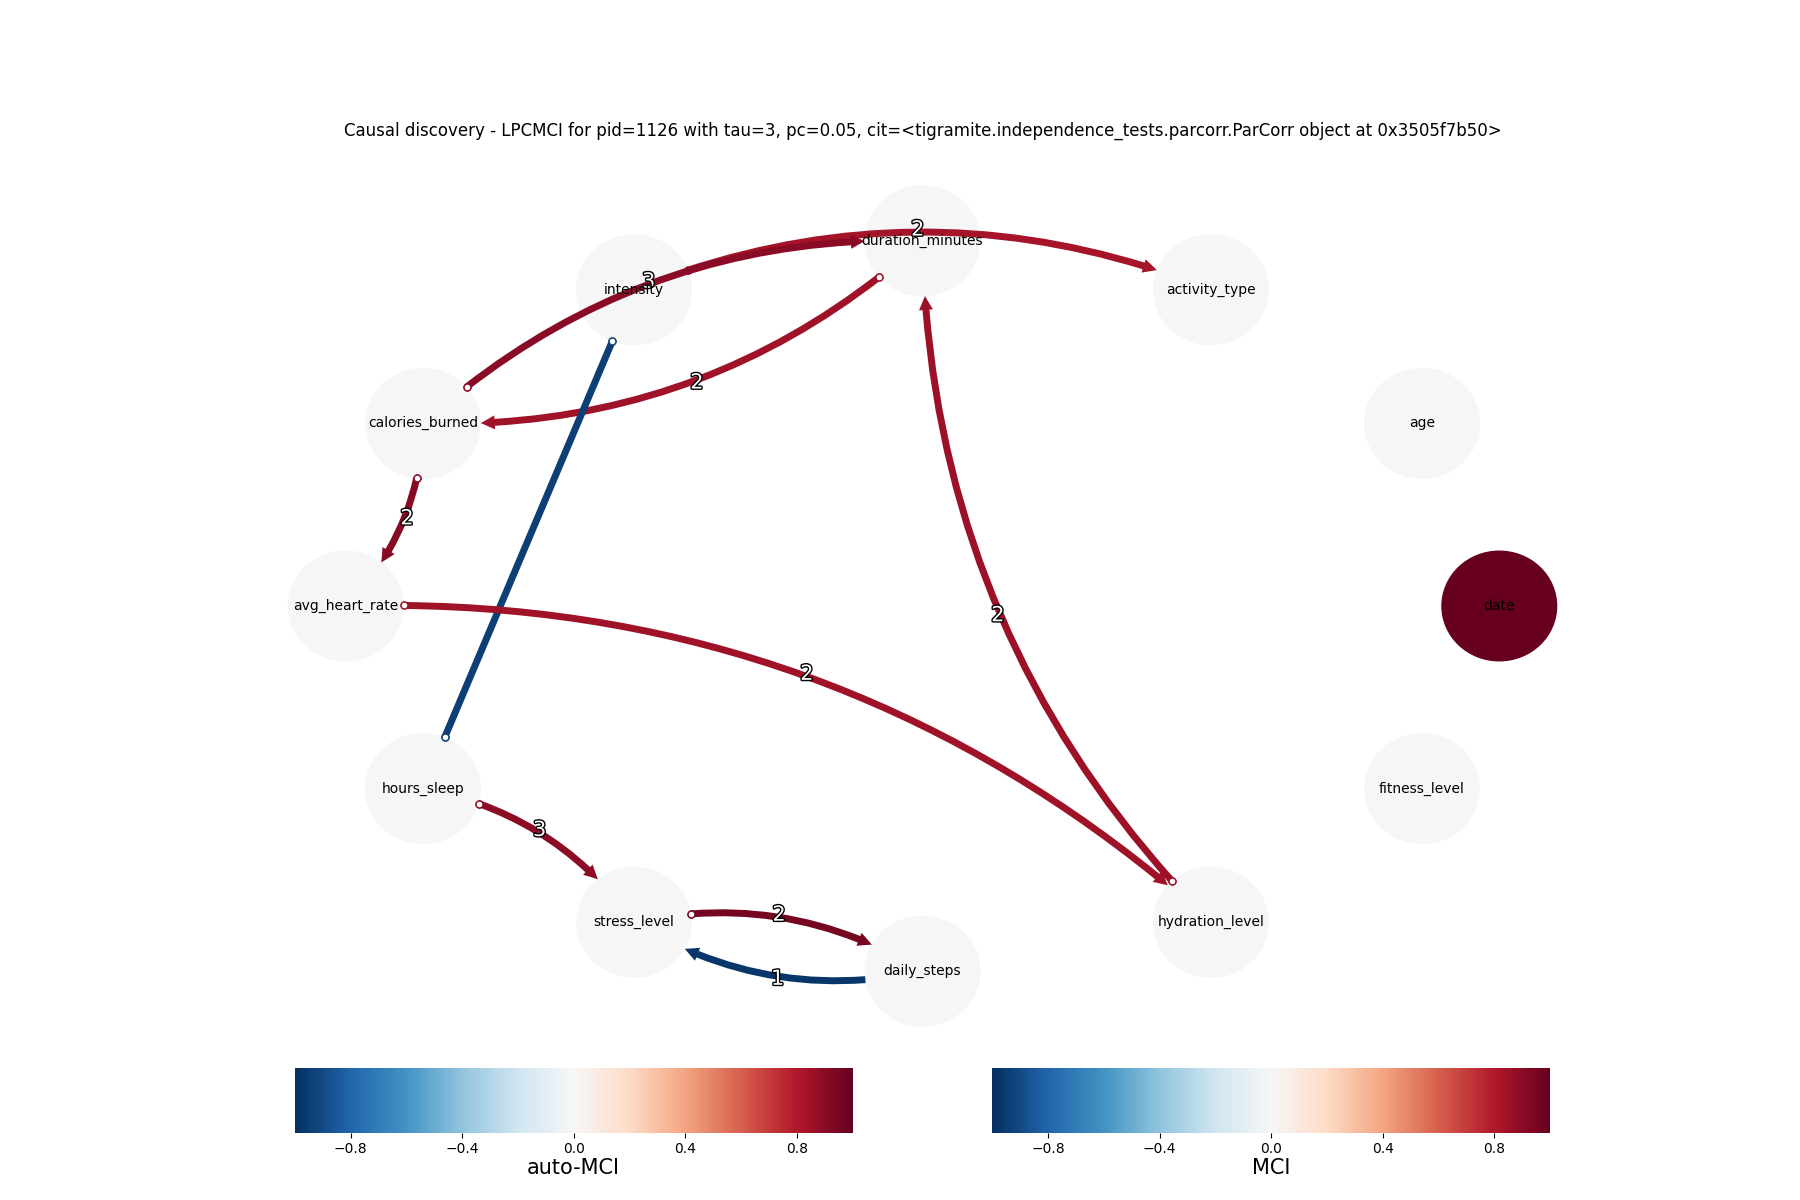 Causal discovery - LPCMCI for pid=1126 with tau=3, pc=0.05, cit=<tigramite.independence_tests.parcorr.ParCorr object at 0x3505f7b50>
2
duration_minutes
3
intensity
activity_type
2
calories_burned
age
2
avg_heart_rate
date
2
2
hours_sleep
fitness_level
3
2
stress_level
hydration_level
daily_steps
1
−0.8 −0.4 0.0 0.4 0.8
auto-MCI
−0.8 −0.4 0.0 0.4 0.8
MCI